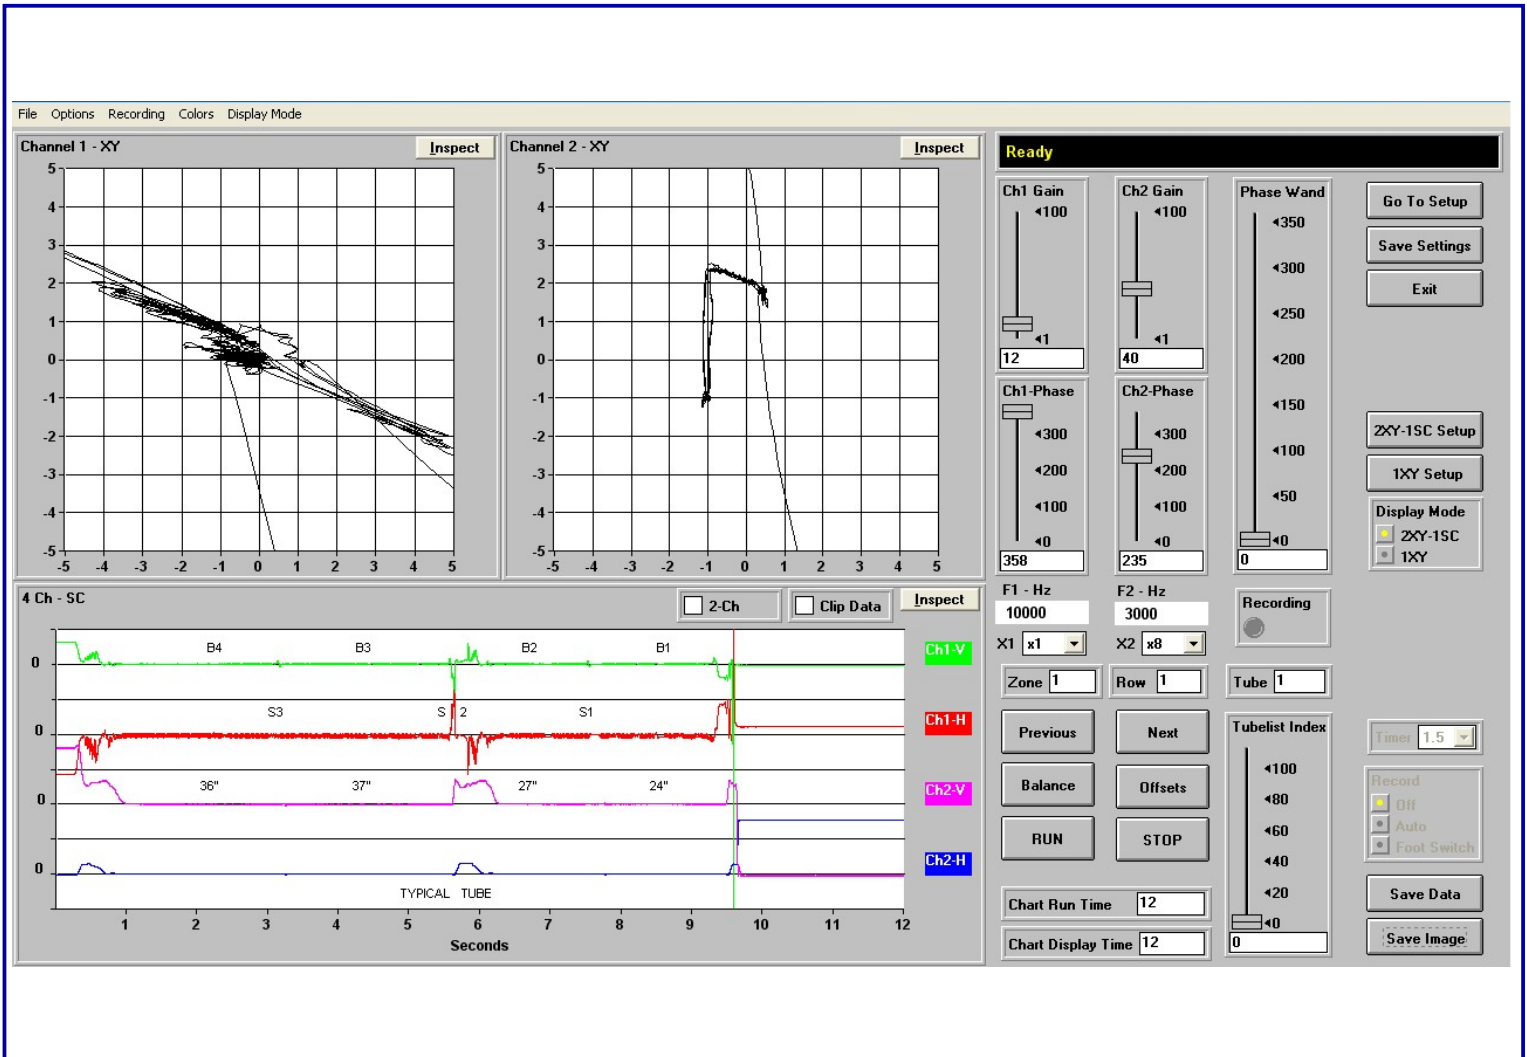 File Options Recording Colors Display Mode
Channel 1 - XY
Inspect
5
4
3
2
1
0
-1
-2
-3
-4
-5
-5 -4 -3 -2 -1 0 1 2 3 4 5
Channel 2 - XY
Inspect
5
4
3
2
1
0
-1
-2
-3
-4
-5
-5 -4 -3 -2 -1 0 1 2 3 4 5
Ready
Ch1 Gain
100
1
12
Ch2 Gain
100
1
40
Ch1-Phase
300
200
100
0
358
Ch2-Phase
300
200
100
0
235
Phase Wand
350
300
250
200
150
100
50
0
0
Go To Setup
Save Settings
Exit
2XY-1SC Setup
1XY Setup
Display Mode
2XY-1SC
1XY
4 Ch - SC
2-Ch
Clip Data
Inspect
0
B4 B3 B2 B1
Ch1-V
0
S3 S 2 S1
Ch1-H
0
36" 37" 27" 24"
Ch2-V
0
Ch2-H
TYPICAL TUBE
1 2 3 4 5 6 7 8 9 10 11 12
Seconds
F1 - Hz
10000
F2 - Hz
3000
Recording
X1 x1
X2 x8
Zone 1
Row 1
Tube 1
Previous
Next
Balance
Offsets
RUN
STOP
Chart Run Time 12
Chart Display Time 12
Tubelist Index
100
80
60
40
20
0
0
Timer 1.5
Record
Off
Auto
Foot Switch
Save Data
Save Image